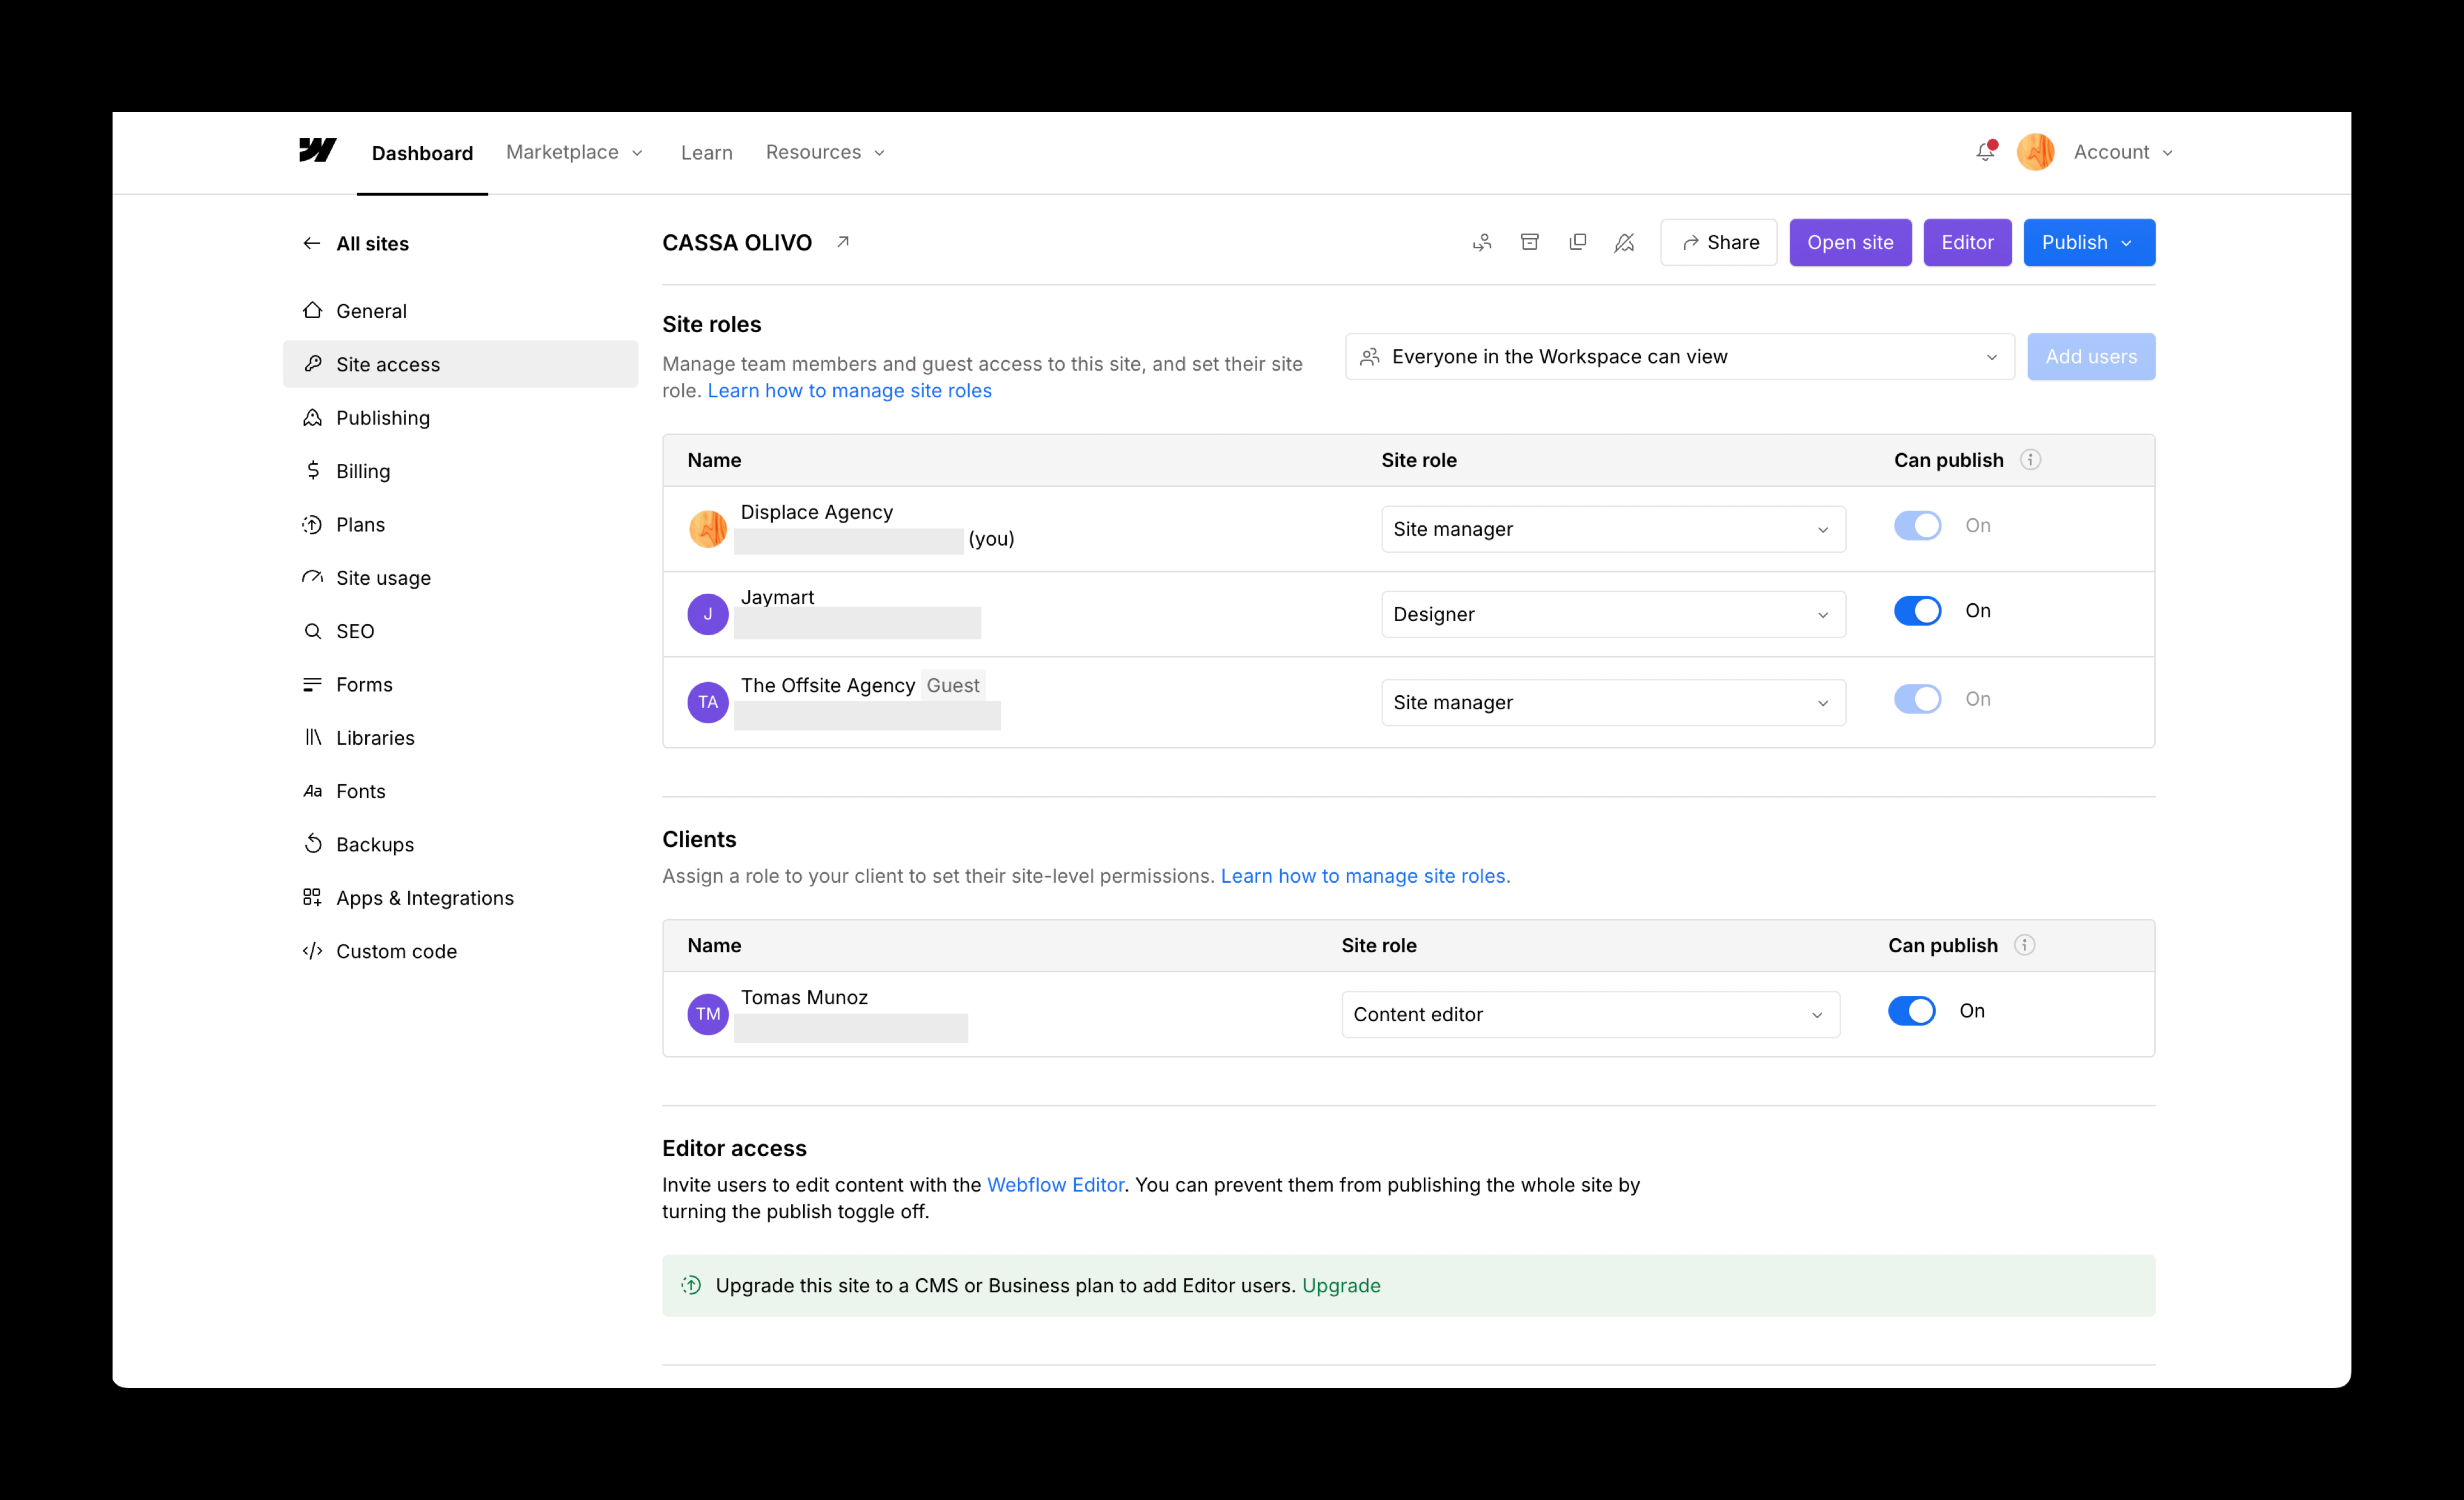 Dashboard
Marketplace
Learn
Resources
Account
All sites
General
Site access
Publishing
Billing
Plans
Site usage
SEO
Forms
Libraries
Aa Fonts
Backups
Apps & Integrations
Custom code
CASSA OLIVO
Share
Open site
Editor
Publish
Site roles
Manage team members and guest access to this site, and set their site
role. Learn how to manage site roles
Everyone in the Workspace can view
Add users
Name Site role Can publish
Displace Agency
(you)
Site manager
On
J
Jaymart
Designer
On
TA
The Offsite Agency Guest
Site manager
On
Clients
Assign a role to your client to set their site-level permissions. Learn how to manage site roles.
Name Site role Can publish
TM
Tomas Munoz
Content editor
On
Editor access
Invite users to edit content with the Webflow Editor. You can prevent them from publishing the whole site by
turning the publish toggle off.
Upgrade this site to a CMS or Business plan to add Editor users. Upgrade